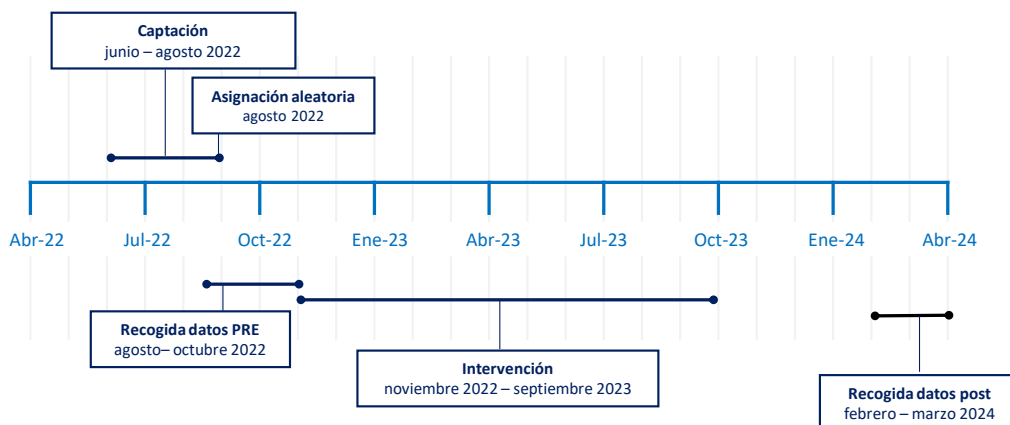 Captación
junio – agosto 2022
Asignación aleatoria
agosto 2022
Abr-22
Jul-22
Oct-22
Ene-23
Abr-23
Jul-23
Oct-23
Ene-24
Abr-24
Recogida datos PRE
agosto– octubre 2022
Intervención
noviembre 2022 – septiembre 2023
Recogida datos post
febrero – marzo 2024